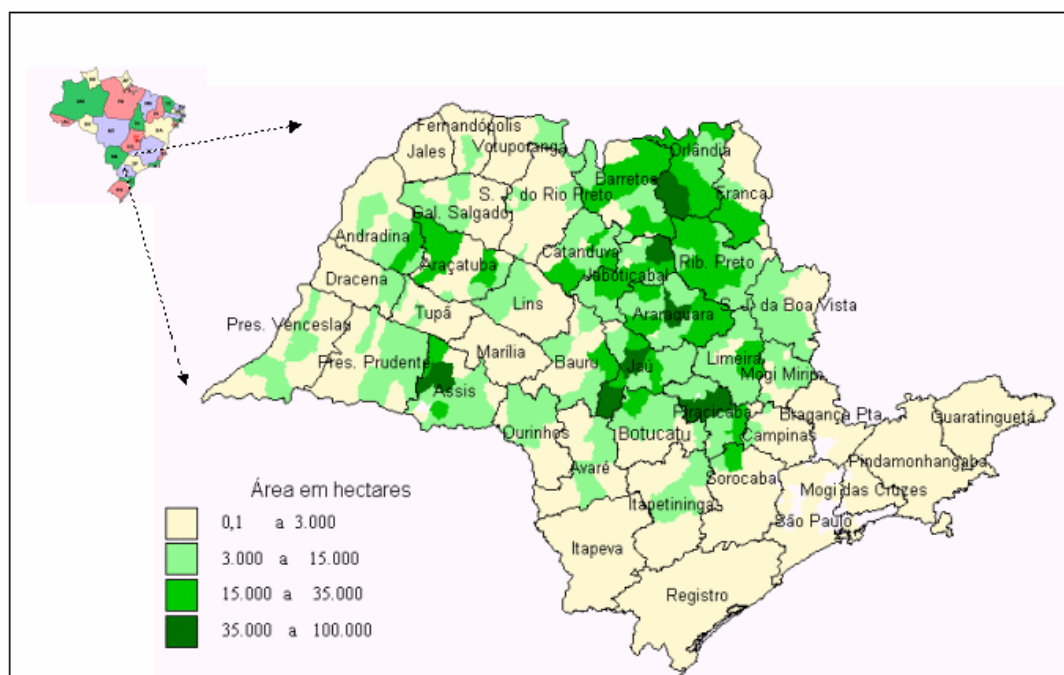 Fernandópolis
Votuporanga
Jales
Orlândia
Barretos
Franca
S. J. do Rio Preto
Gal. Salgado
Andradina
Catanduva
Araçatuba
Jaboticabal
Rib. Preto
Dracena
Lins
Tupã
Araraquara
S. J. da Boa Vista
Pres. Venceslau
Marília
Pres. Prudente
Bauru
Jaú
Limeira
Mogi Mirim
Assis
Piracicaba
Bragança Pta.
Guaratinguetá
Ourinhos
Botucatu
Campinas
Avaré
Pindamonhangaba
Sorocaba
Mogi das Cruzes
Itapetininga
São Paulo
Itapeva
Registro
Área em hectares
0,1 a 3.000
3.000 a 15.000
15.000 a 35.000
35.000 a 100.000